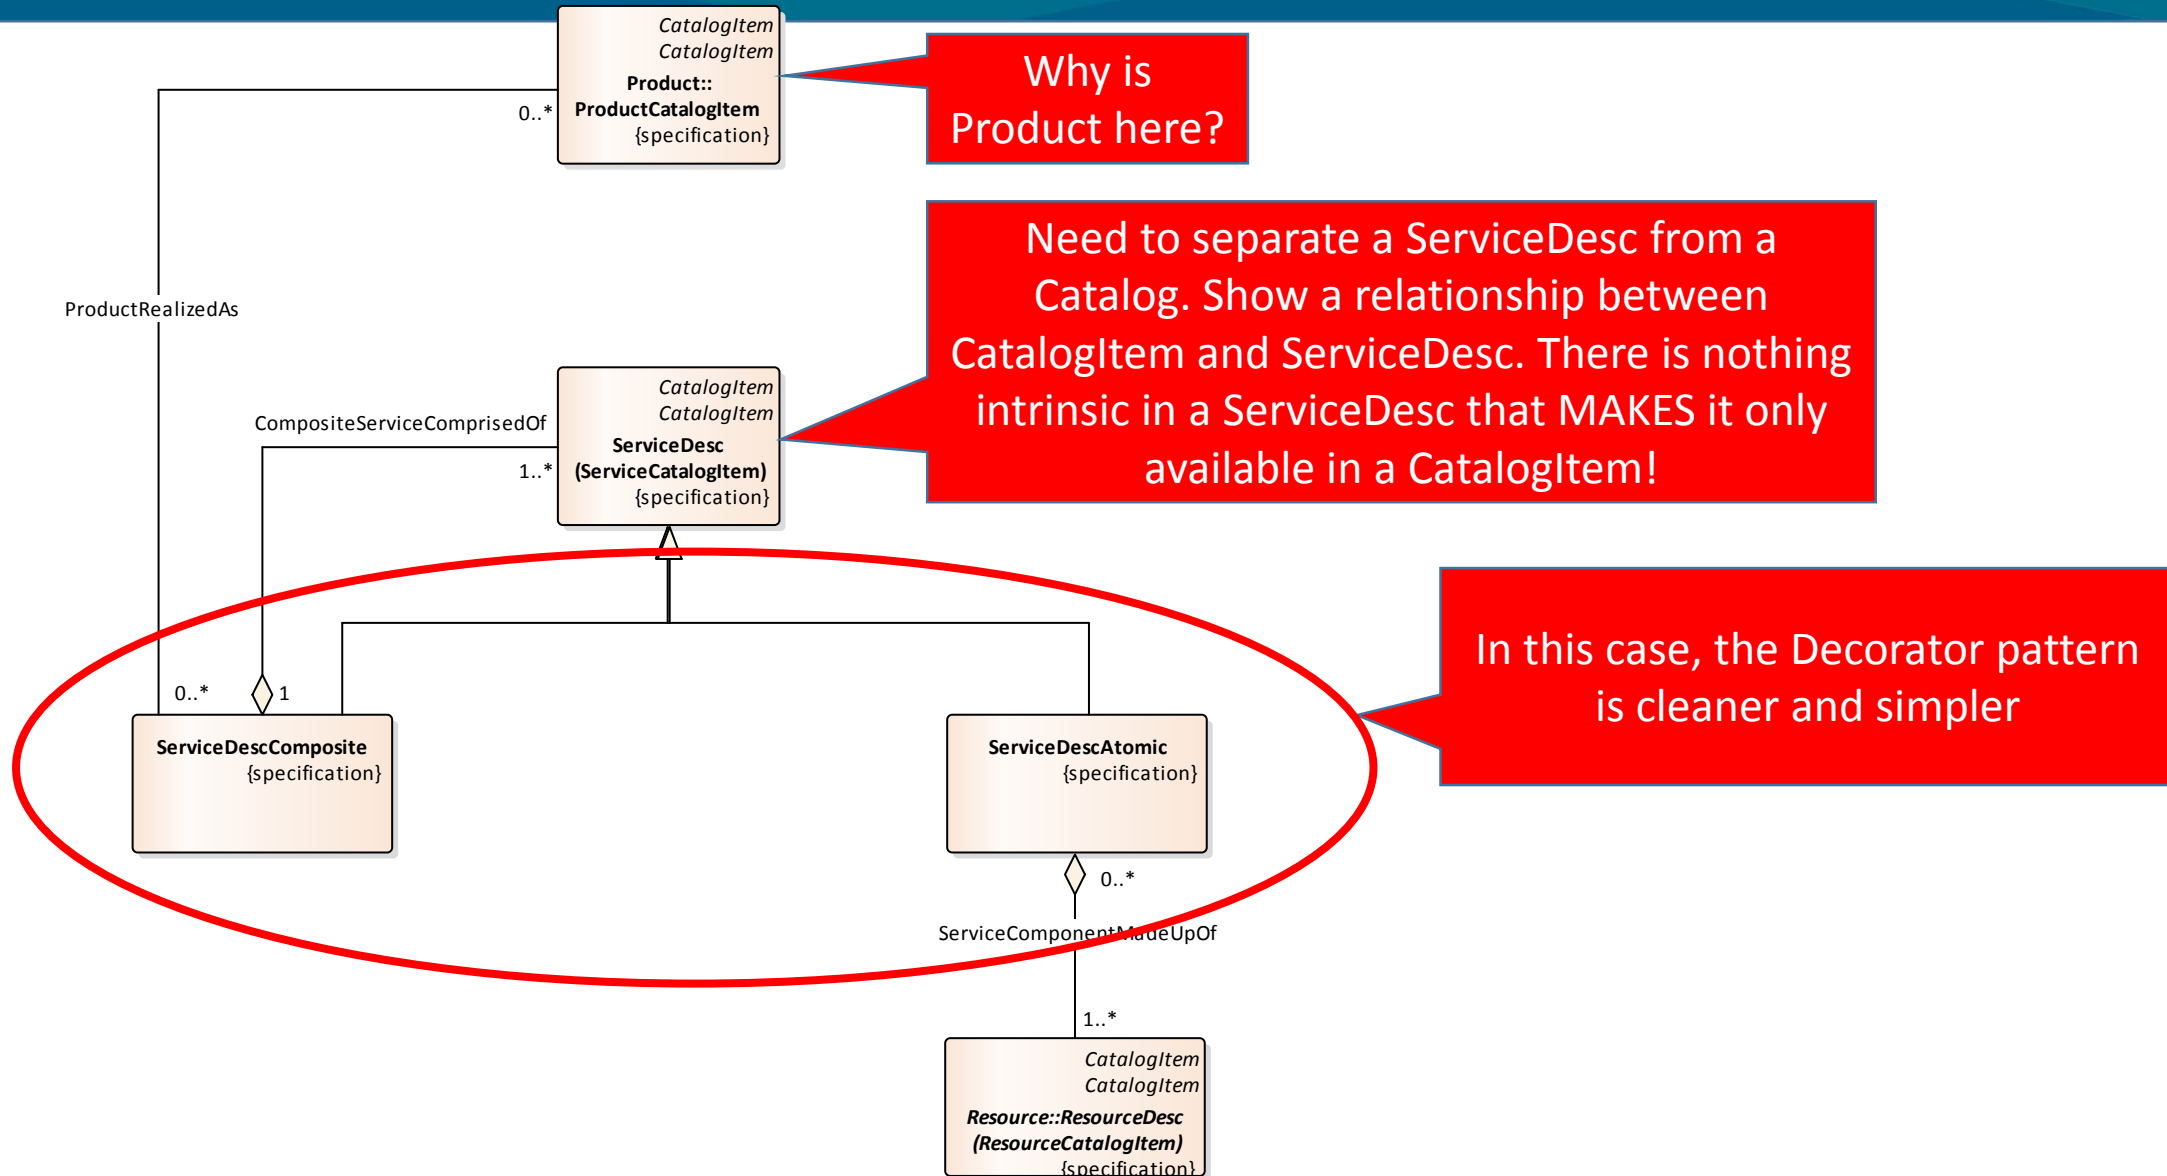 CatalogItem
CatalogItem
Product::
ProductCatalogItem
{specification}
0..*
Why is
Product here?
ProductRealizedAs
Need to separate a ServiceDesc from a
Catalog. Show a relationship between
CatalogItem and ServiceDesc. There is nothing
intrinsic in a ServiceDesc that MAKES it only
available in a CatalogItem!
CatalogItem
CatalogItem
ServiceDesc
(ServiceCatalogItem)
{specification}
CompositeServiceComprisedOf
1..*
In this case, the Decorator pattern
is cleaner and simpler
0..*
1
ServiceDescComposite
{specification}
ServiceDescAtomic
{specification}
0..*
ServiceComponentMadeUpOf
1..*
CatalogItem
CatalogItem
Resource::ResourceDesc
(ResourceCatalogItem)
{specification}